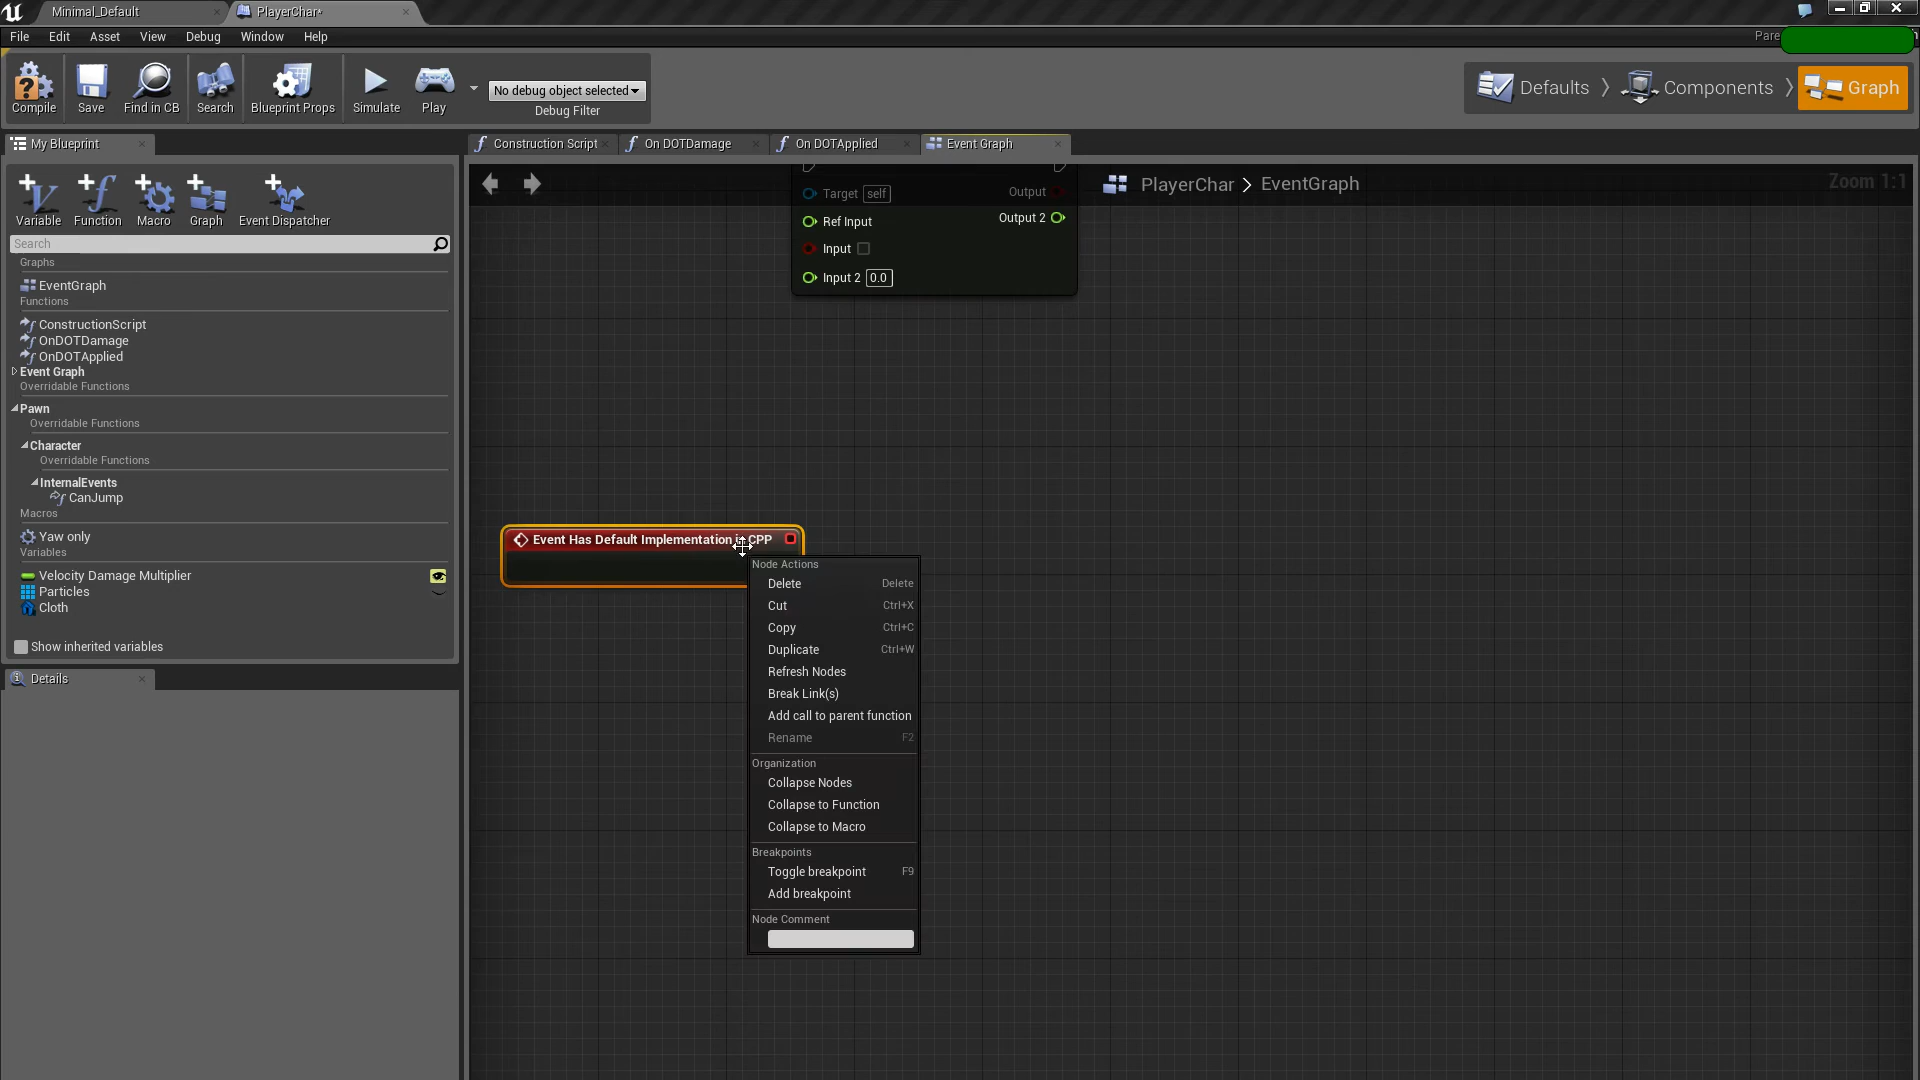 Minimal_Default
PlayerChar*
File Edit Asset View Debug Window Help
Compile
Save
Find in CB
Search
Blueprint Props
Simulate
Play
No debug object selected
Debug Filter
Defaults
Components
Graph
My Blueprint
Variable
Function
Macro
Graph
Event Dispatcher
Search
Graphs
EventGraph
Functions
ConstructionScript
OnDOTDamage
OnDOTApplied
Event Graph
Overridable Functions
Pawn
Overridable Functions
Character
Overridable Functions
InternalEvents
CanJump
Macros
Yaw only
Variables
Velocity Damage Multiplier
Particles
Cloth
Show inherited variables
Details
Construction Script
On DOTDamage
On DOTApplied
Event Graph
PlayerChar > EventGraph
Zoom 1:1
Target self
Output
Ref Input
Output 2
Input
Input 2 0.0
Event Has Default Implementation in CPP
Node Actions
Delete Delete
Cut Ctrl+X
Copy Ctrl+C
Duplicate Ctrl+W
Refresh Nodes
Break Link(s)
Add call to parent function
Rename F2
Organization
Collapse Nodes
Collapse to Function
Collapse to Macro
Breakpoints
Toggle breakpoint F9
Add breakpoint
Node Comment